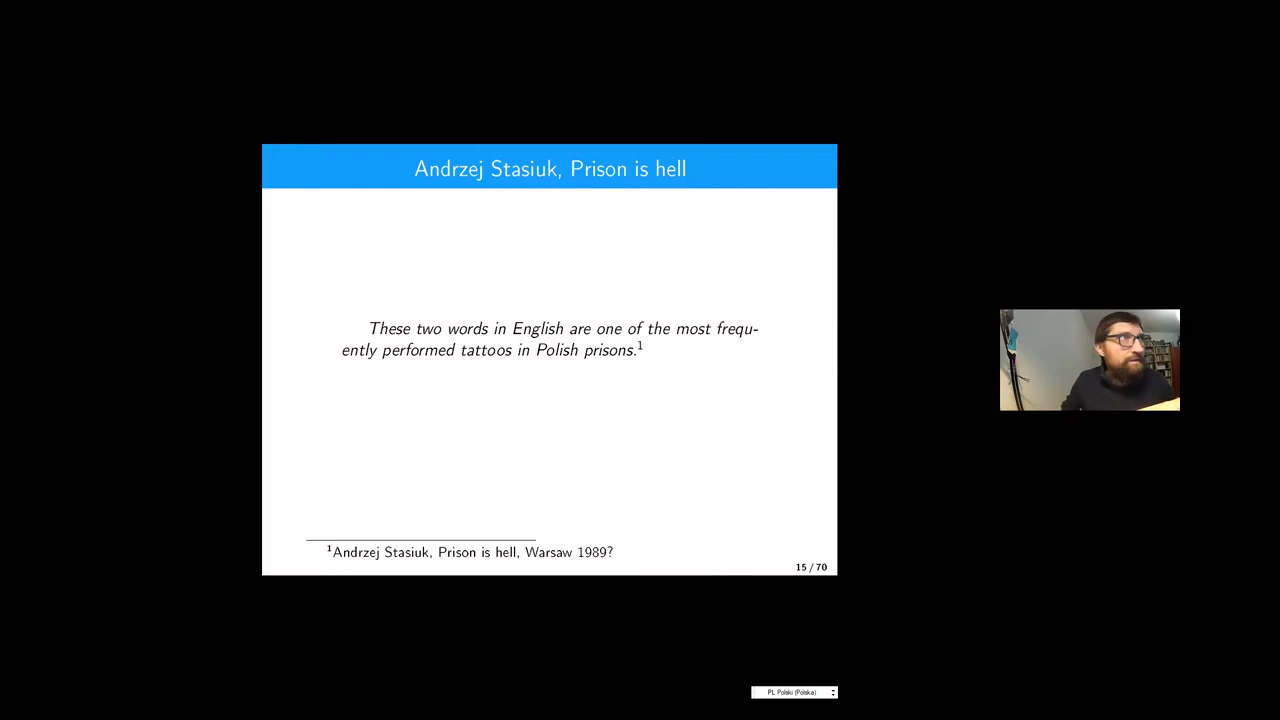 Andrzej Stasiuk, Prison is hell
These two words in English are one of the most frequ-
ently performed tattoos in Polish prisons.¹
¹Andrzej Stasiuk, Prison is hell, Warsaw 1989?
15 / 70
PL Polski (Polska)